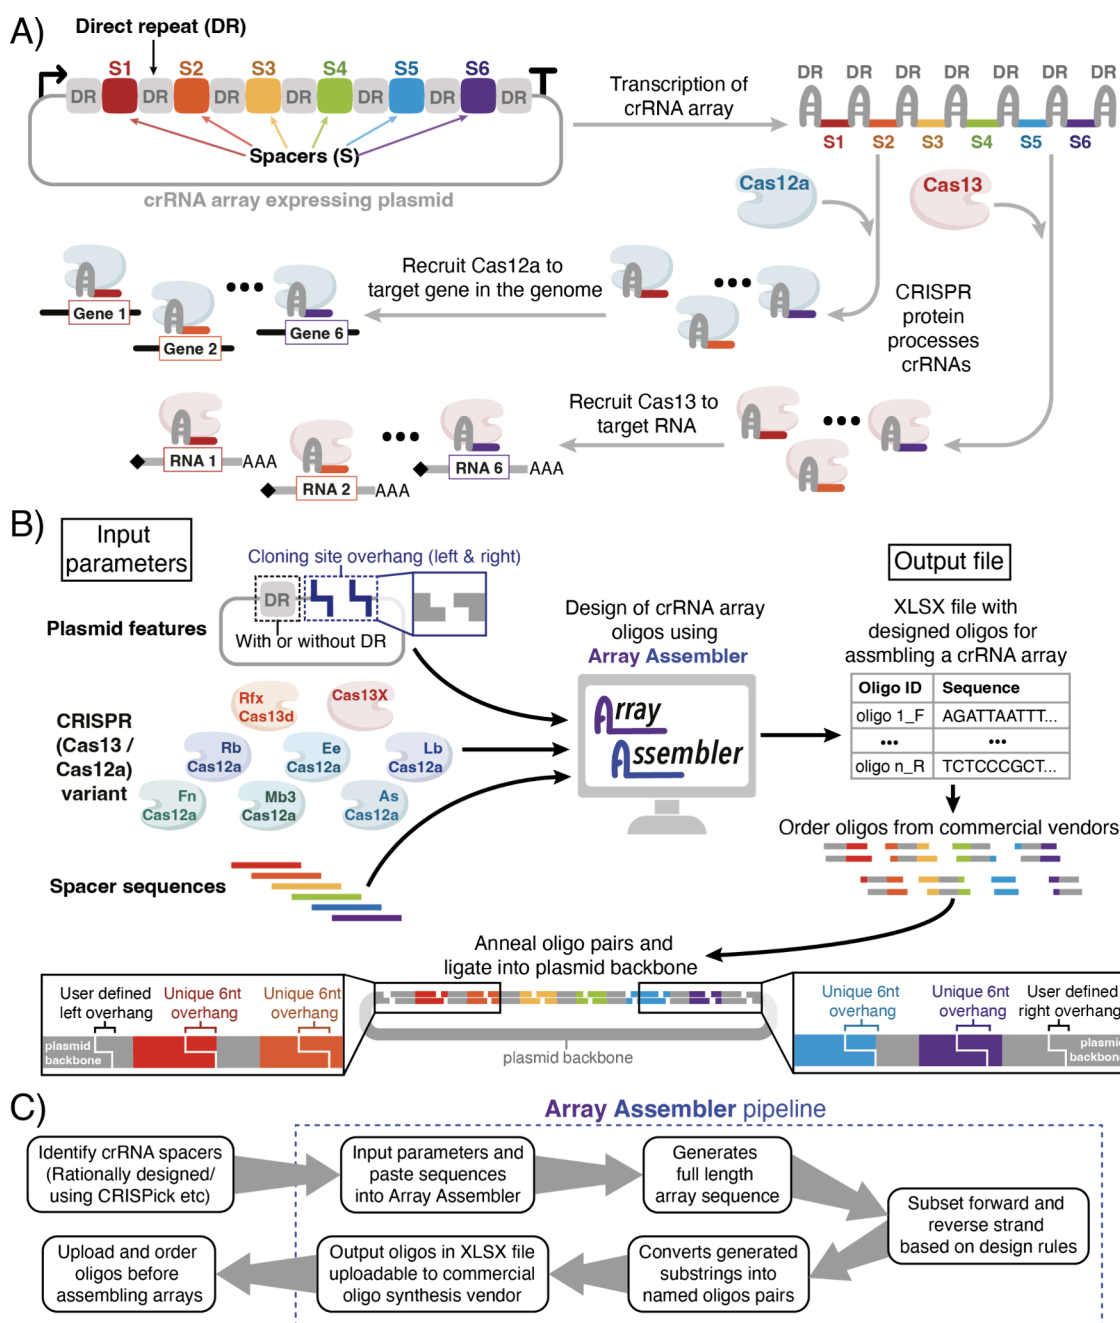 A)
Direct repeat (DR)
S1 S2 S3 S4 S5 S6
DR DR DR DR DR DR DR
Spacers (S)
crRNA array expressing plasmid
Transcription of
crRNA array
DR DR DR DR DR DR DR
S1 S2 S3 S4 S5 S6
Cas12a
Cas13
CRISPR
protein
processes
crRNAs
Recruit Cas12a to
target gene in the genome
Gene 1
Gene 2
Gene 6
Recruit Cas13 to
target RNA
RNA 1 AAA
RNA 2 AAA
RNA 6 AAA
B)
Input
parameters
Cloning site overhang (left & right)
DR
With or without DR
Plasmid features
CRISPR
(Cas13 /
Cas12a)
variant
Rfx
Cas13d
Cas13X
Rb
Cas12a
Ee
Cas12a
Lb
Cas12a
Fn
Cas12a
Mb3
Cas12a
As
Cas12a
Spacer sequences
Design of crRNA array
oligos using
Array Assembler
Array
Assembler
Output file
XLSX file with
designed oligos for
assmbling a crRNA array
Oligo ID Sequence
oligo 1_F AGATTAATTT...
... ...
oligo n_R TCTCCCGCT...
Order oligos from commercial vendors
Anneal oligo pairs and
ligate into plasmid backbone
User defined
left overhang
Unique 6nt
overhang
Unique 6nt
overhang
plasmid
backbone
plasmid backbone
Unique 6nt
overhang
Unique 6nt
overhang
User defined
right overhang
plasmid
backbone
C)
Array Assembler pipeline
Identify crRNA spacers
(Rationally designed/
using CRISPick etc)
Input parameters and
paste sequences
into Array Assembler
Generates
full length
array sequence
Subset forward and
reverse strand
based on design rules
Converts generated
substrings into
named oligos pairs
Output oligos in XLSX file
uploadable to commercial
oligo synthesis vendor
Upload and order
oligos before
assembling arrays